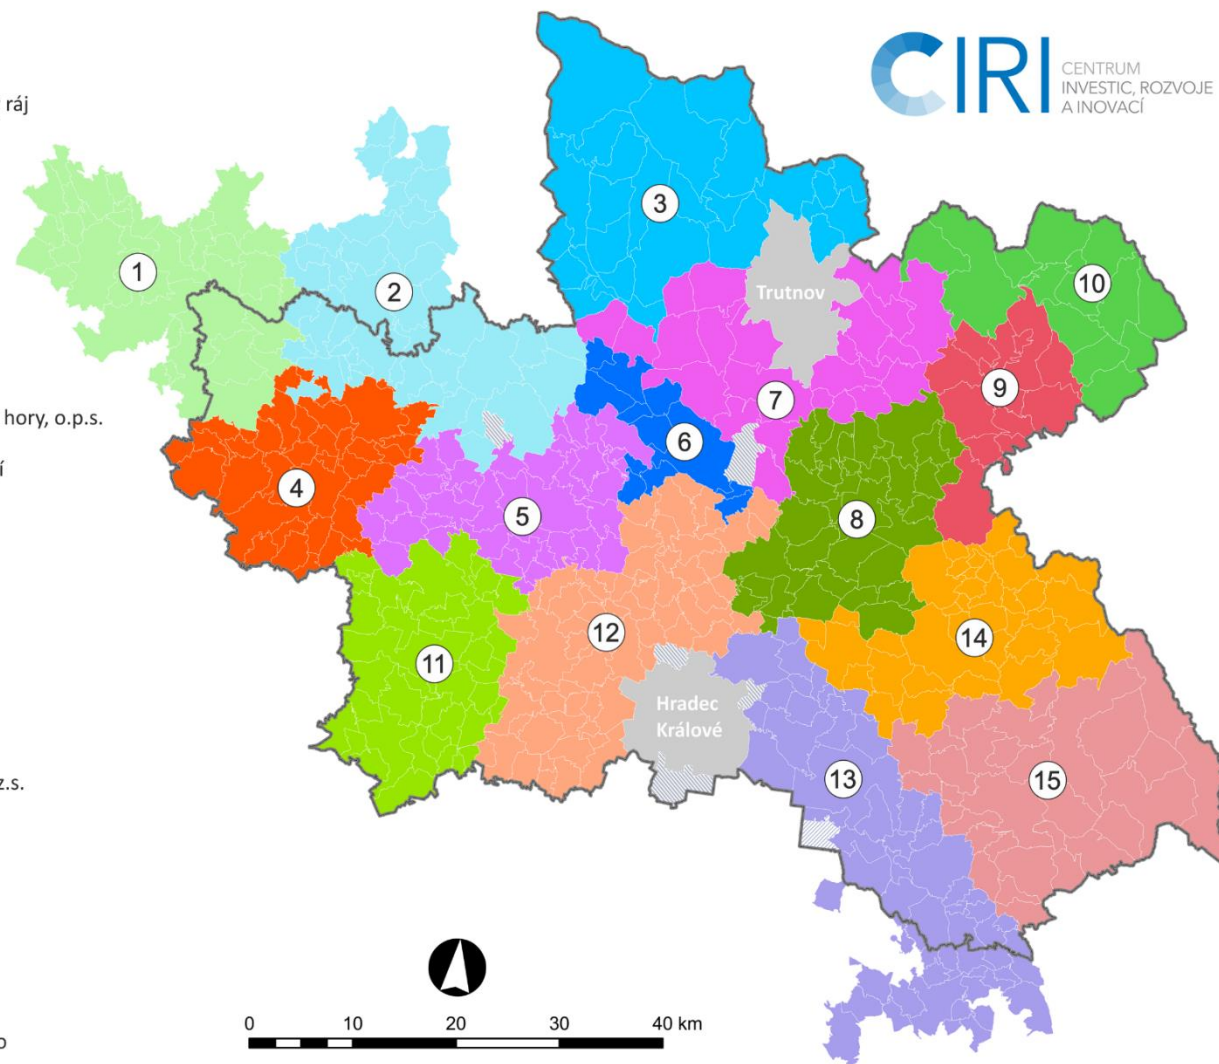 CIRI
CENTRUM
INVESTIC, ROZVOJE
A INOVACÍ
ráj
3
1
2
10
Trutnov
9
7
hory, o.p.s.
6
4
5
8
12
14
11
Hradec
Králové
13
15
z.s.
0 10 20 30 40 km